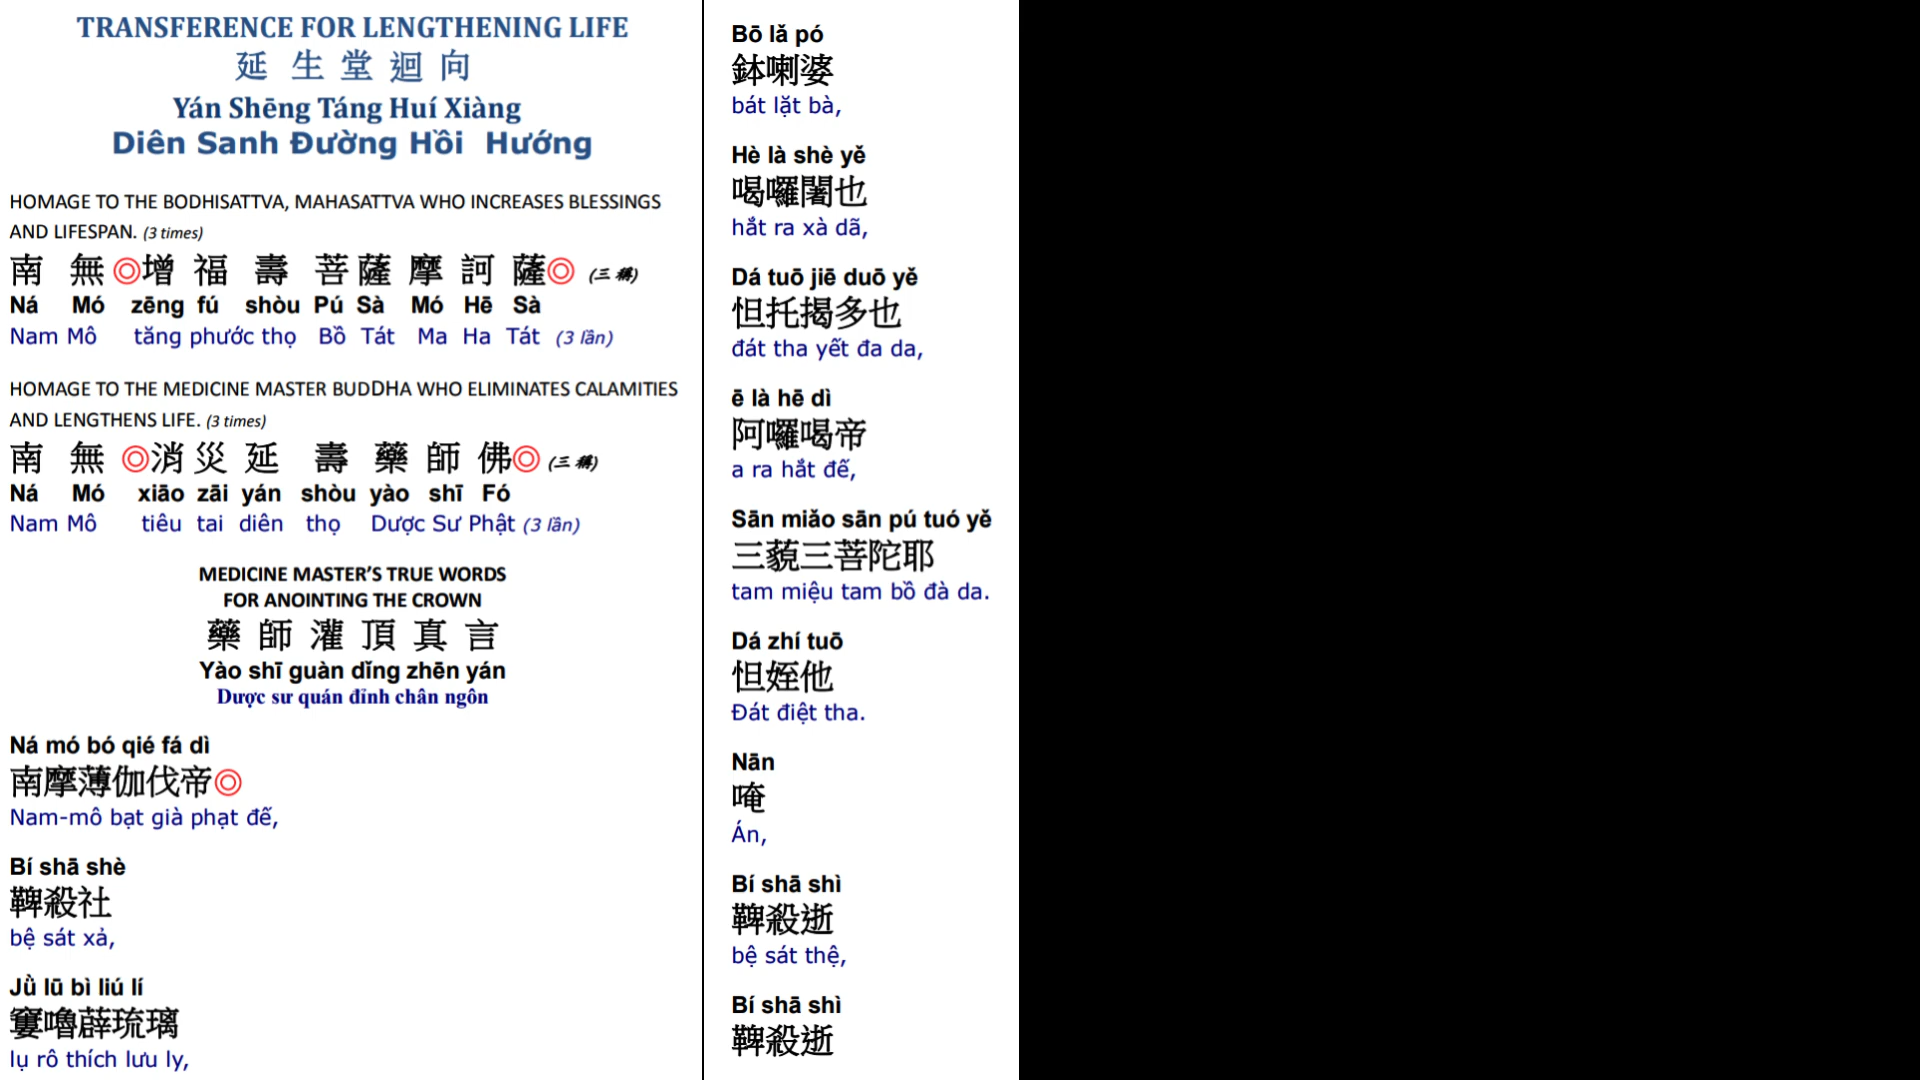 TRANSFERENCE FOR LENGTHENING LIFE
延 生 堂 迴 向
Yán Shēng Táng Huí Xiàng
Diên Sanh Đường Hồi Hướng
HOMAGE TO THE BODHISATTVA, MAHASATTVA WHO INCREASES BLESSINGS
AND LIFESPAN. (3 times)
南 無 ◎增 福 壽 菩 薩 摩 訶 薩◎ (三 稱)
Ná Mó zēng fú shòu Pú Sà Mó Hē Sà
Nam Mô tăng phước thọ Bồ Tát Ma Ha Tát (3 lần)
HOMAGE TO THE MEDICINE MASTER BUDDHA WHO ELIMINATES CALAMITIES
AND LENGTHENS LIFE. (3 times)
南 無 ◎消 災 延 壽 藥 師 佛◎ (三 稱)
Ná Mó xiāo zāi yán shòu yào shī Fó
Nam Mô tiêu tai diên thọ Dược Sư Phật (3 lần)
MEDICINE MASTER'S TRUE WORDS
FOR ANOINTING THE CROWN
藥 師 灌 頂 真 言
Yào shī guàn dǐng zhēn yán
Dược sư quán đỉnh chân ngôn
Ná mó bó qié fá dì
南摩薄伽伐帝◎
Nam-mô bạt già phạt đế,
Bí shā shè
鞞殺社
bệ sát xả,
Jǜ lū bì liú lí
窶嚕薜琉璃
lụ rô thích lưu ly,
Bō lǎ pó
鉢喇婆
bát lặt bà,
Hè là shè yě
喝囉闍也
hắt ra xà dã,
Dá tuō jiē duō yě
怛托揭多也
đát tha yết đa da,
ē là hē dì
阿囉喝帝
a ra hắt đế,
Sān miǎo sān pú tuó yě
三藐三菩陀耶
tam miệu tam bồ đà da.
Dá zhí tuō
怛姪他
Đát điệt tha.
Nān
唵
Án,
Bí shā shì
鞞殺逝
bệ sát thệ,
Bí shā shì
鞞殺逝